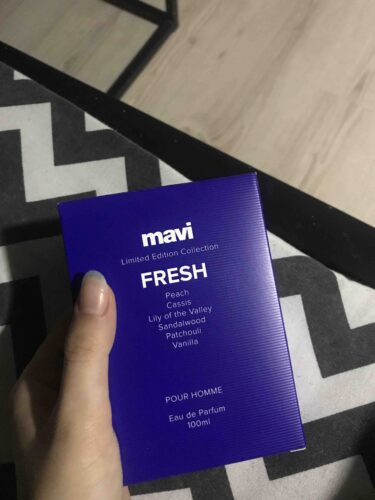 mavi
Limited Edition Collection
FRESH
Peach
Cassis
Lily of the Valley
Sandalwood
Patchouli
Vanilla
POUR HOMME
Eau de Parfum
100ml